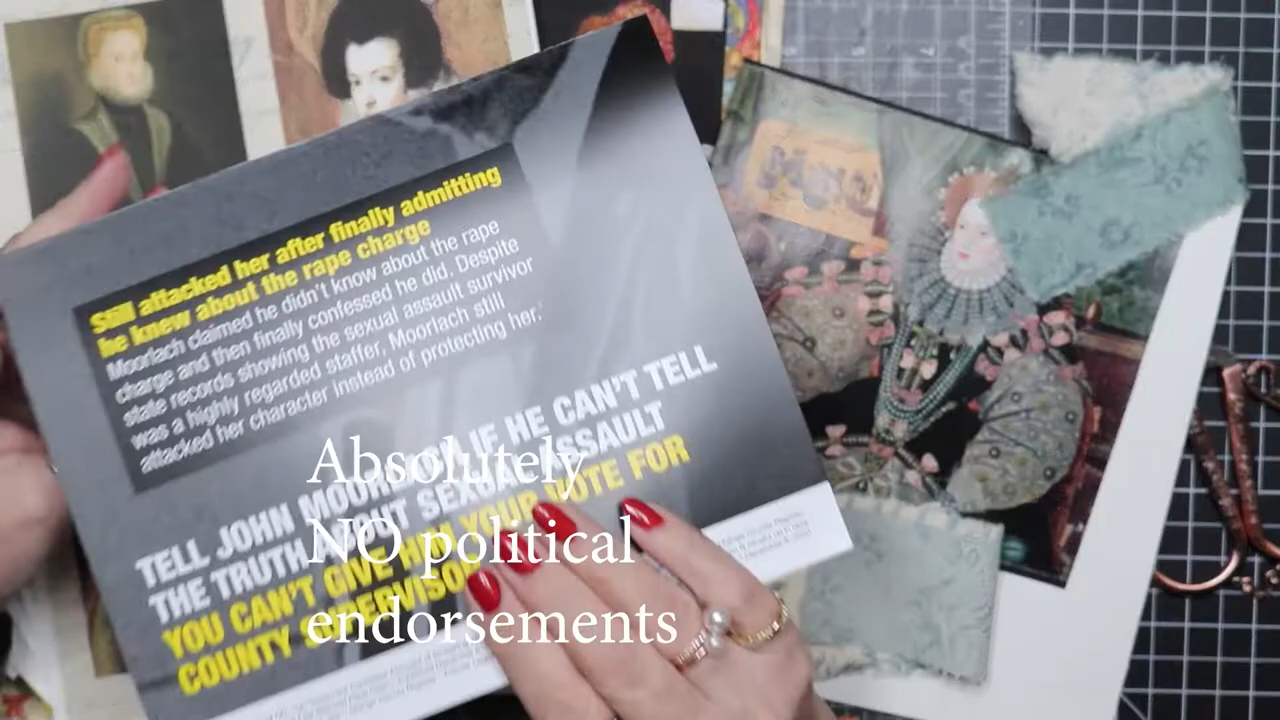 Still attacked her after finally admitting
he knew about the rape charge
Moorlach claimed he didn't know about the rape
charge and then finally confessed he did. Despite
state records showing the sexual assault survivor
was a highly regarded staffer, Moorlach still
attacked her character instead of protecting her.
TELL JOHN MOORLACH IF HE CAN'T TELL
THE TRUTH ABOUT SEXUAL ASSAULT
YOU CAN'T GIVE HIM YOUR VOTE FOR
COUNTY SUPERVISOR
Absolutely
NO political
endorsements